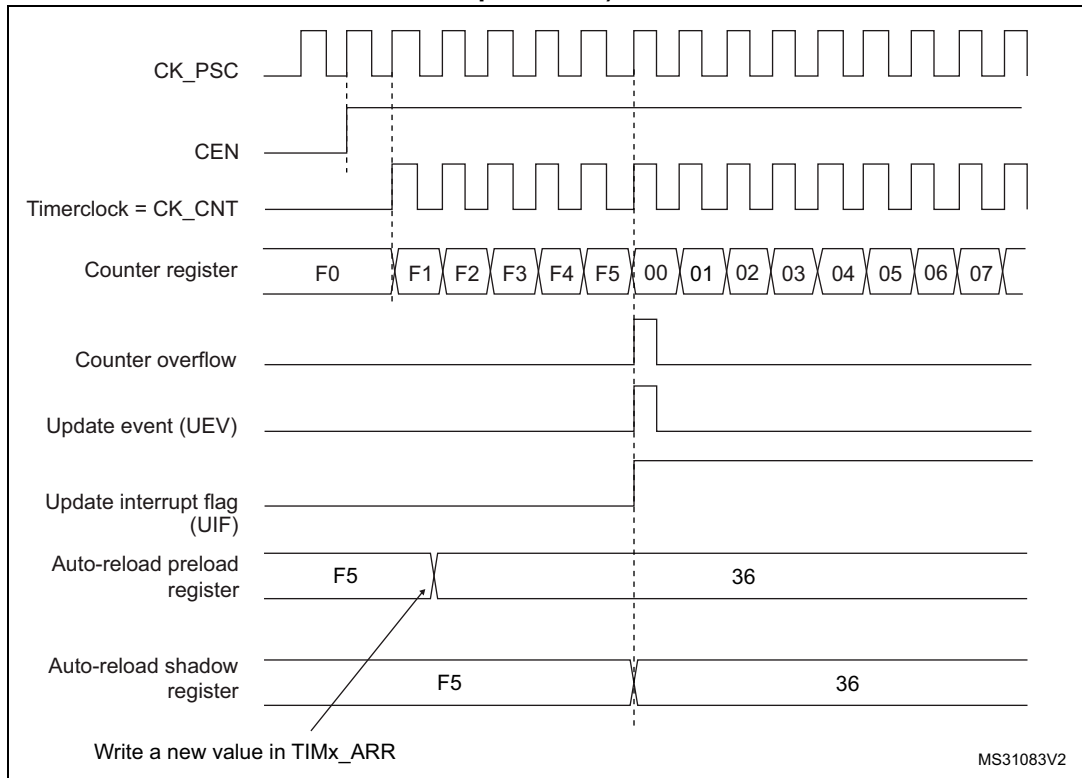 CK_PSC
CEN
Timerclock = CK_CNT
Counter register F0 F1 F2 F3 F4 F5 00 01 02 03 04 05 06 07
Counter overflow
Update event (UEV)
Update interrupt flag
(UIF)
Auto-reload preload
register
F5 36
Auto-reload shadow
register
F5 36
Write a new value in TIMx_ARR
MS31083V2